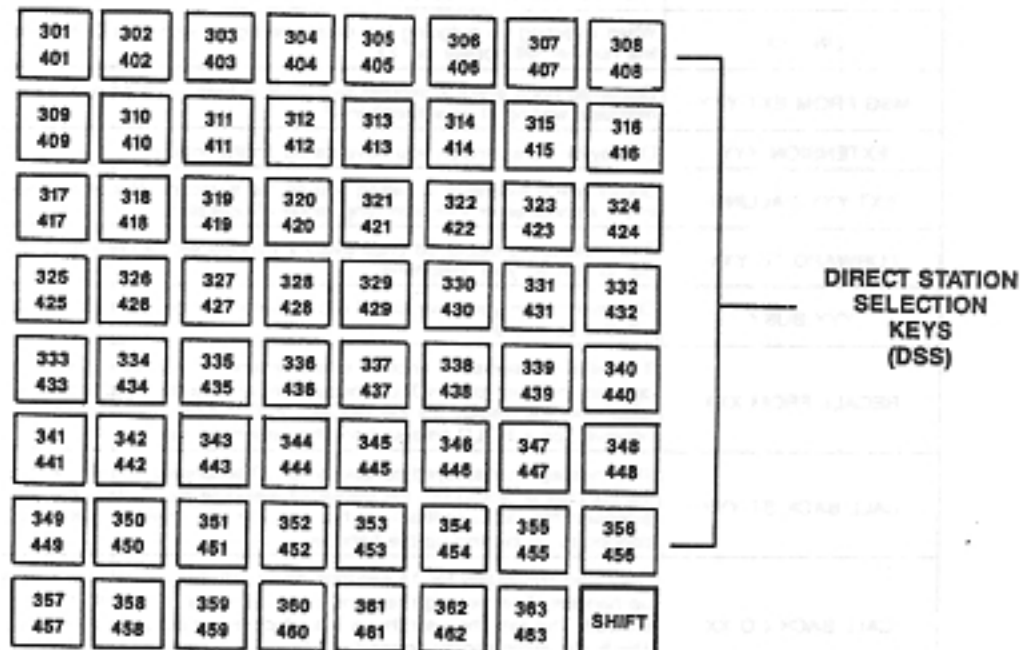 301 302 303 304 305 306 307 308
401 402 403 404 405 406 407 408
309 310 311 312 313 314 315 316
409 410 411 412 413 414 415 416
317 318 319 320 321 322 323 324
417 418 419 420 421 422 423 424
325 326 327 328 329 330 331 332
425 426 427 428 429 430 431 432
DIRECT STATION
SELECTION
KEYS
(DSS)
333 334 335 336 337 338 339 340
433 434 435 436 437 438 439 440
341 342 343 344 345 346 347 348
441 442 443 444 445 446 447 448
349 350 351 352 353 354 355 356
449 450 451 452 453 454 455 456
357 358 359 360 361 362 363 SHIFT
457 458 459 460 461 462 463